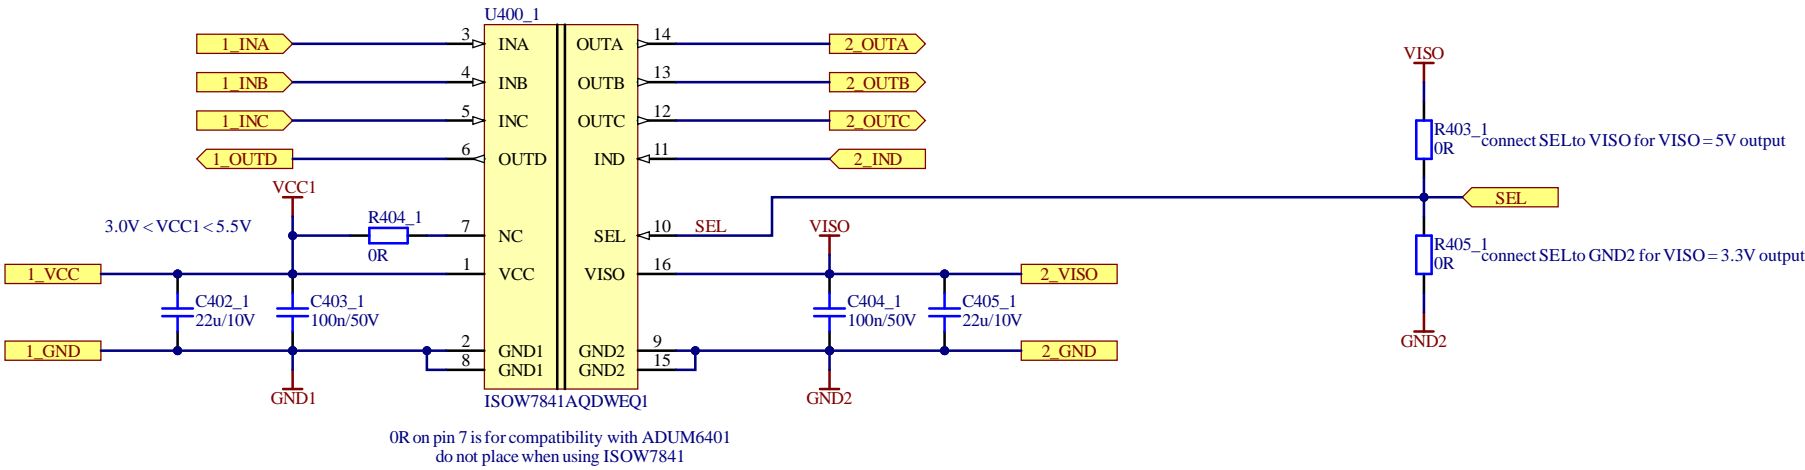 U400_1
1_INA
3
INA
OUTA
14
2_OUTA
1_INB
4
INB
OUTB
13
2_OUTB
1_INC
5
INC
OUTC
12
2_OUTC
1_OUTD
6
OUTD
IND
11
2_IND
VCC1
3.0V < VCC1 < 5.5V
R404_1
0R
7
NC
SEL
10
SEL
VISO
1_VCC
1
VCC
VISO
16
2_VISO
C402_1
22u/10V
C403_1
100n/50V
C404_1
100n/50V
C405_1
22u/10V
1_GND
2
GND1
GND2
9
2_GND
8
GND1
GND2
15
GND1
GND2
ISOW7841AQDWEQ1
0R on pin 7 is for compatibility with ADUM6401
do not place when using ISOW7841
VISO
R403_1
0R
connect SEL to VISO for VISO = 5V output
SEL
R405_1
0R
connect SEL to GND2 for VISO = 3.3V output
GND2